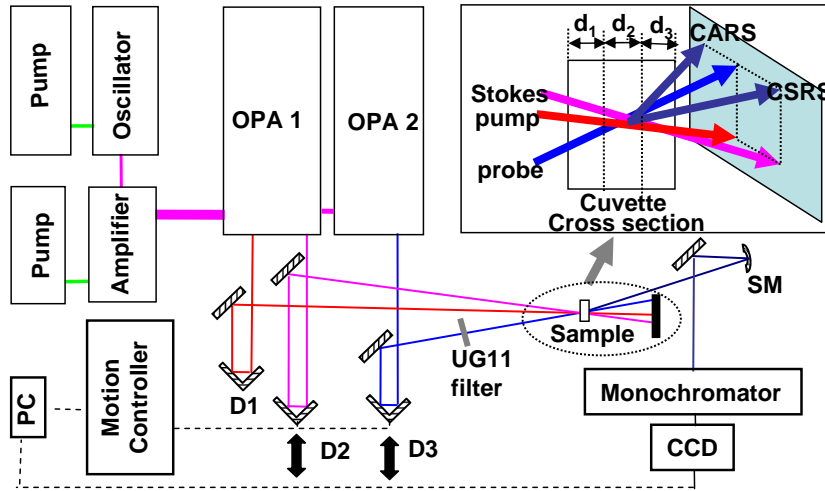 Pump
Oscillator
OPA 1
OPA 2
Pump
Amplifier
d1 d2 d3
CARS
CSRS
Stokes
pump
probe
Cuvette
Cross section
SM
Sample
UG11
filter
PC
Motion
Controller
D1
D2
D3
Monochromator
CCD